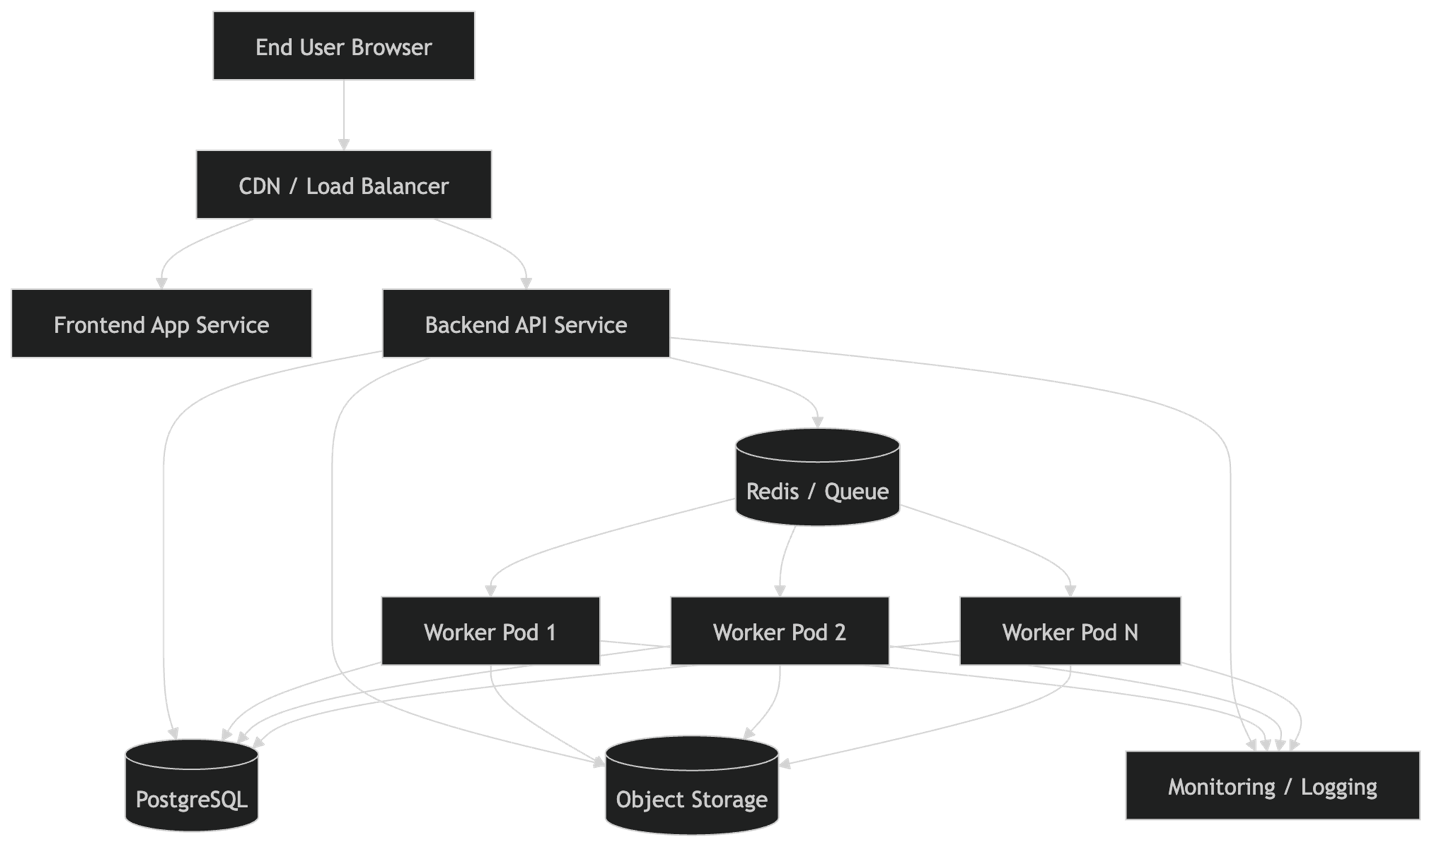 End User Browser
CDN / Load Balancer
Frontend App Service
Backend API Service
Redis / Queue
Worker Pod 1
Worker Pod 2
Worker Pod N
PostgreSQL
Object Storage
Monitoring / Logging